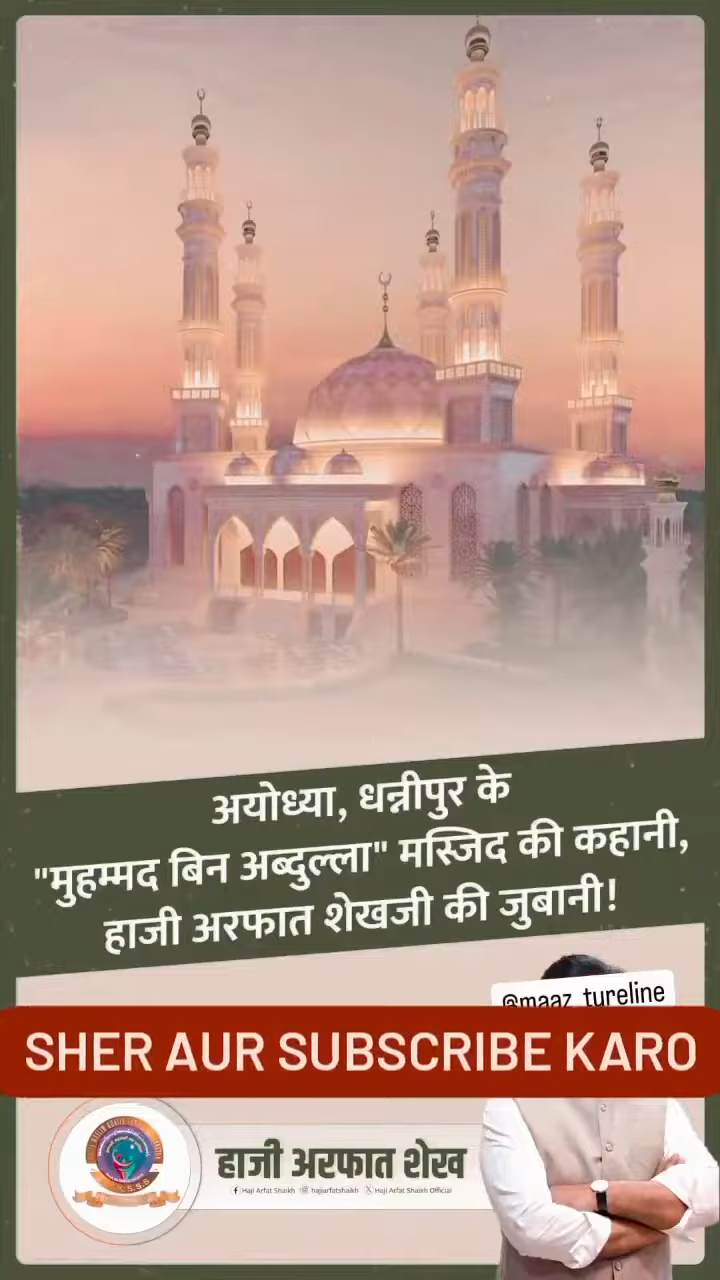 अयोध्या, धन्नीपुर के
"मुहम्मद बिन अब्दुल्ला" मस्जिद की कहानी,
हाजी अरफात शेखजी की जुबानी!
@maaz_tureline
SHER AUR SUBSCRIBE KARO
हाजी अरफात शेख
Haji Arfat Shaikh hajiarfatshaikh Haji Arfat Shaikh Official